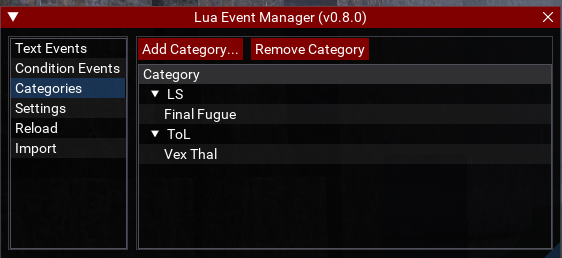 Lua Event Manager (v0.8.0)
Text Events
Condition Events
Categories
Settings
Reload
Import
Add Category... Remove Category
Category
LS
Final Fugue
ToL
Vex Thal